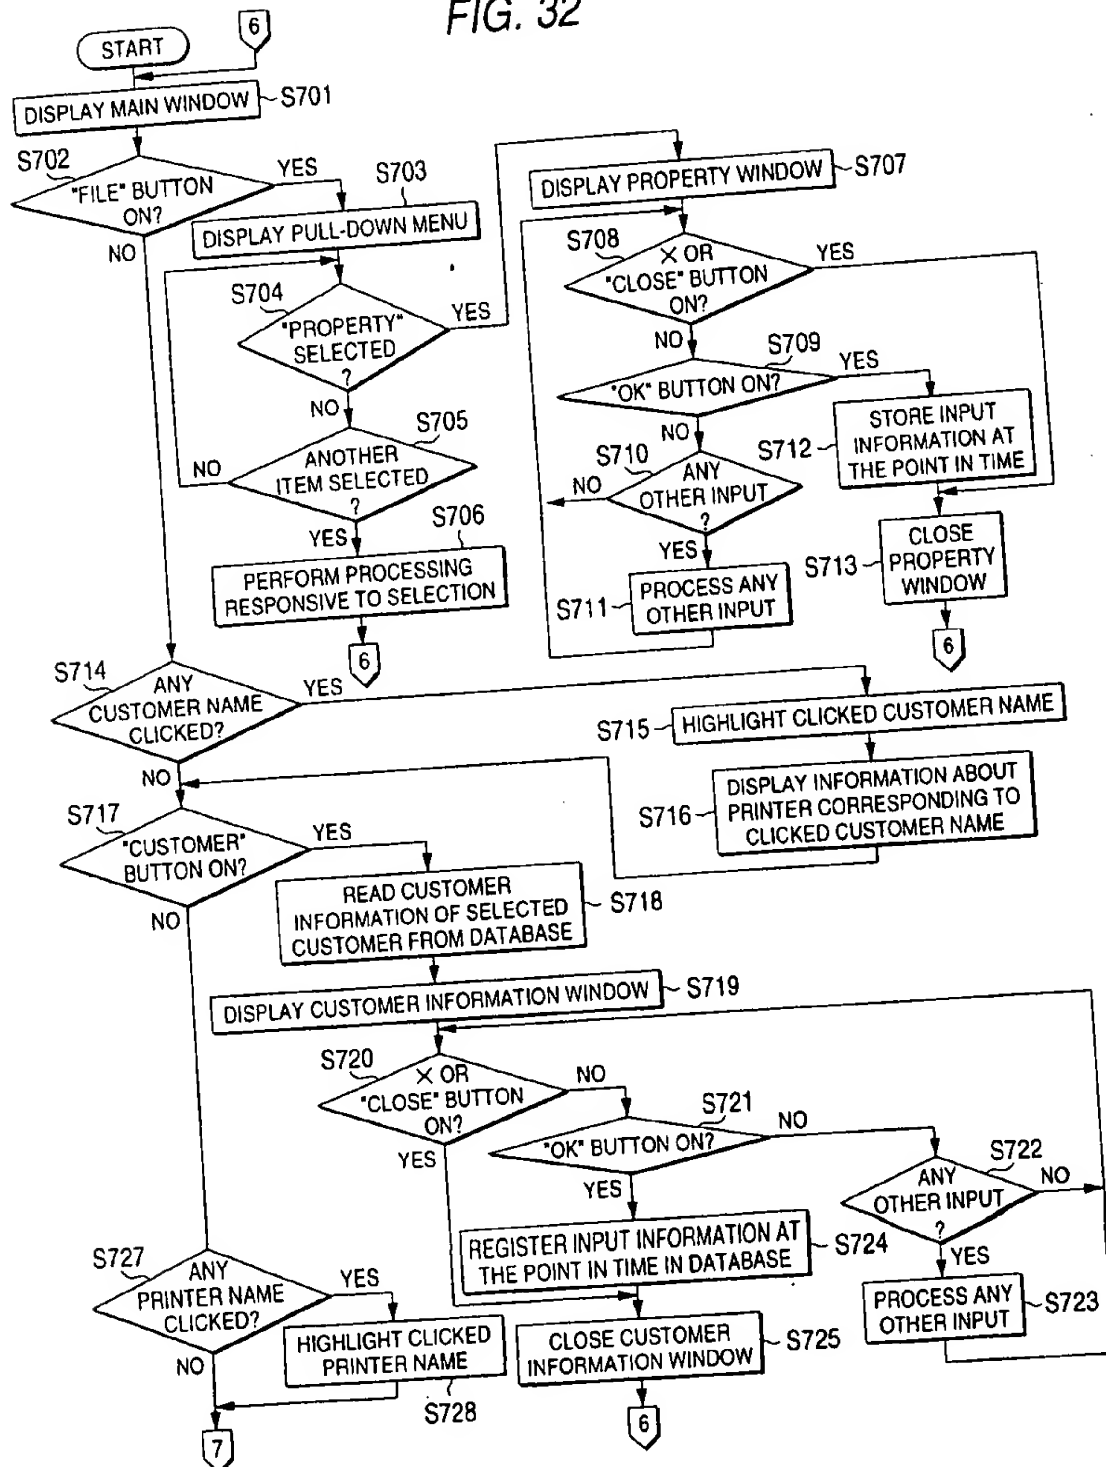 FIG. 32
START
6
DISPLAY MAIN WINDOW
S701
S702
"FILE" BUTTON
ON?
YES
NO
S703
DISPLAY PULL-DOWN MENU
S704
"PROPERTY"
SELECTED
?
YES
NO
S705
ANOTHER
ITEM SELECTED
?
NO
YES
S706
PERFORM PROCESSING
RESPONSIVE TO SELECTION
6
DISPLAY PROPERTY WINDOW
S707
S708
X OR
"CLOSE" BUTTON
ON?
YES
NO
S709
"OK" BUTTON ON?
YES
NO
S710
ANY
OTHER INPUT
?
NO
YES
S711
PROCESS ANY
OTHER INPUT
S712
STORE INPUT
INFORMATION AT
THE POINT IN TIME
S713
CLOSE
PROPERTY
WINDOW
6
S714
ANY
CUSTOMER NAME
CLICKED?
YES
NO
S715
HIGHLIGHT CLICKED CUSTOMER NAME
S716
DISPLAY INFORMATION ABOUT
PRINTER CORRESPONDING TO
CLICKED CUSTOMER NAME
S717
"CUSTOMER"
BUTTON ON?
YES
NO
READ CUSTOMER
INFORMATION OF SELECTED
CUSTOMER FROM DATABASE
S718
DISPLAY CUSTOMER INFORMATION WINDOW
S719
S720
X OR
"CLOSE" BUTTON
ON?
NO
YES
S721
"OK" BUTTON ON?
NO
YES
S722
ANY
OTHER INPUT
?
NO
YES
PROCESS ANY
OTHER INPUT
S723
REGISTER INPUT INFORMATION AT
THE POINT IN TIME IN DATABASE
S724
CLOSE CUSTOMER
INFORMATION WINDOW
S725
6
S727
ANY
PRINTER NAME
CLICKED?
YES
NO
HIGHLIGHT CLICKED
PRINTER NAME
S728
7